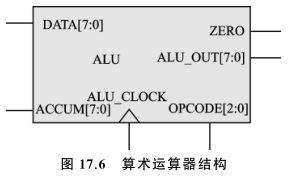 DATA[7:0]
ZERO
ALU
ALU_OUT[7:0]
ALU_CLOCK
ACCUM[7:0]
OPCODE[2:0]
图 17.6 算术运算器结构